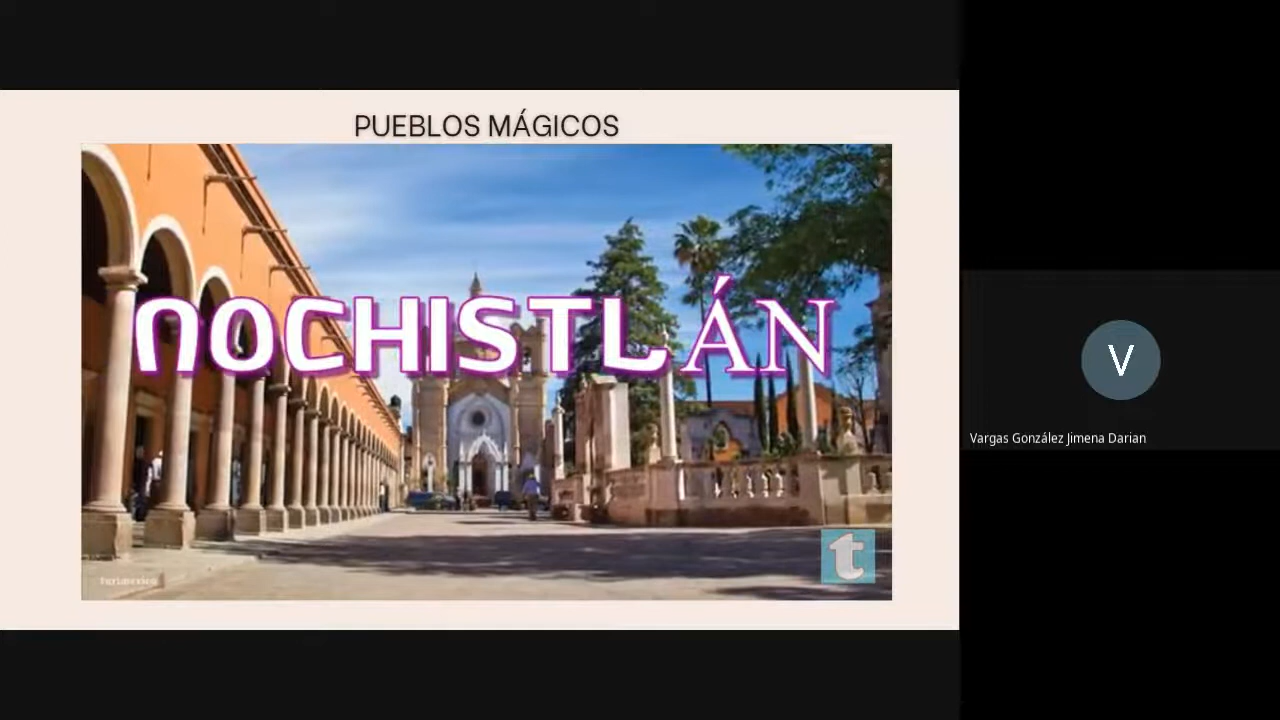 PUEBLOS MÁGICOS
NOCHISTLÁN
t
V
Vargas González Jimena Darian